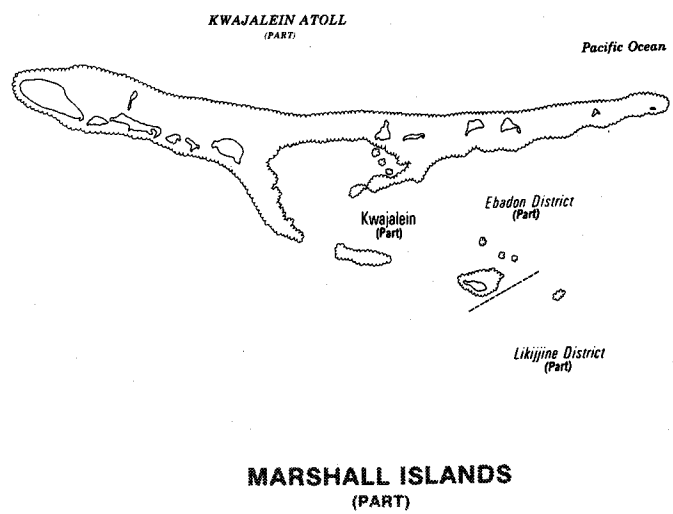 KWAJALEIN ATOLL
(PART)
Pacific Ocean
Ebadon District
(Part)
Kwajalein
(Part)
Likijjine District
(Part)
MARSHALL ISLANDS
(PART)